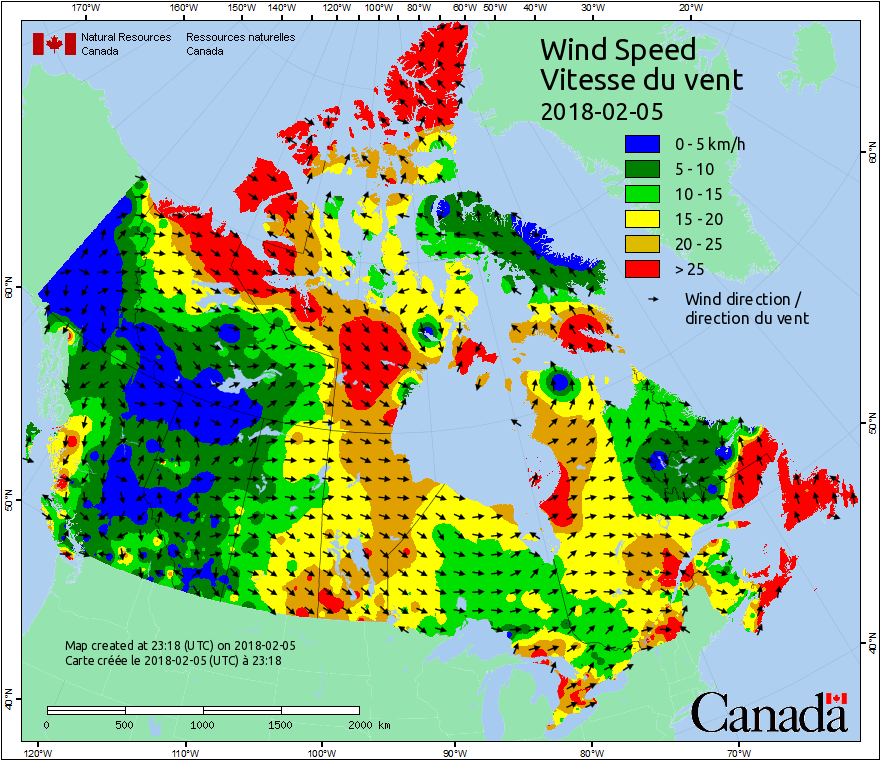 170°W 160°W 150°W 140°W 130°W 120°W 110°W 100°W 80°W 60°W 50°W 40°W 30°W 20°W
Natural Resources Ressources naturelles
Canada Canada
Wind Speed
Vitesse du vent
2018-02-05
0 - 5 km/h
5 - 10
10 - 15
15 - 20
20 - 25
> 25
Wind direction /
direction du vent
60°N
60°N
50°N
50°N
40°N
40°N
Map created at 23:18 (UTC) on 2018-02-05
Carte créée le 2018-02-05 (UTC) à 23:18
0 500 1000 1500 2000 km
Canada
120°W 110°W 100°W 90°W 80°W 70°W